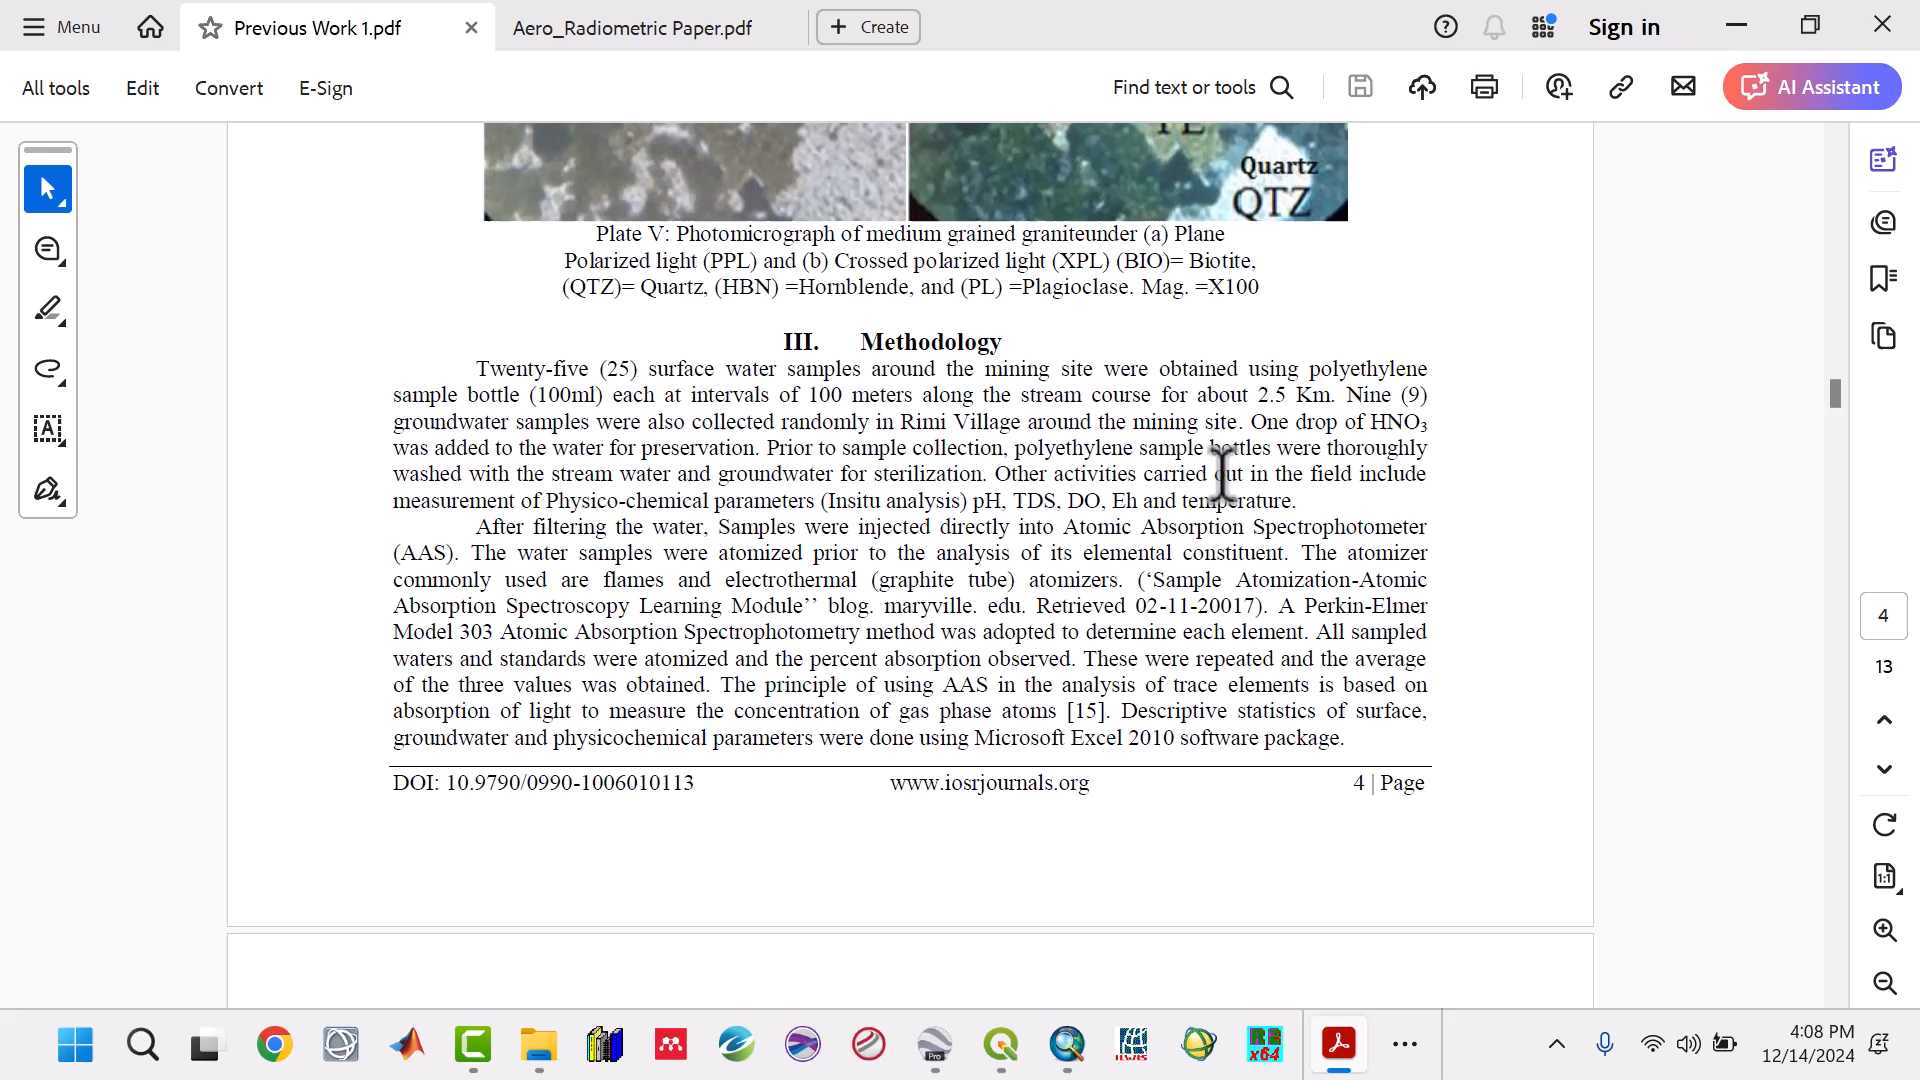 Menu
Previous Work 1.pdf
Aero_Radiometric Paper.pdf
Create
Sign in
All tools
Edit
Convert
E-Sign
Find text or tools
AI Assistant
PL
Quartz
QTZ
Plate V: Photomicrograph of medium grained graniteunder (a) Plane
Polarized light (PPL) and (b) Crossed polarized light (XPL) (BIO)= Biotite,
(QTZ)= Quartz, (HBN) =Hornblende, and (PL) =Plagioclase. Mag. =X100
III. Methodology
Twenty-five (25) surface water samples around the mining site were obtained using polyethylene
sample bottle (100ml) each at intervals of 100 meters along the stream course for about 2.5 Km. Nine (9)
groundwater samples were also collected randomly in Rimi Village around the mining site. One drop of HNO3
was added to the water for preservation. Prior to sample collection, polyethylene sample bottles were thoroughly
washed with the stream water and groundwater for sterilization. Other activities carried out in the field include
measurement of Physico-chemical parameters (Insitu analysis) pH, TDS, DO, Eh and temperature.
After filtering the water, Samples were injected directly into Atomic Absorption Spectrophotometer
(AAS). The water samples were atomized prior to the analysis of its elemental constituent. The atomizer
commonly used are flames and electrothermal (graphite tube) atomizers. (‘Sample Atomization-Atomic
Absorption Spectroscopy Learning Module’’ blog. maryville. edu. Retrieved 02-11-20017). A Perkin-Elmer
Model 303 Atomic Absorption Spectrophotometry method was adopted to determine each element. All sampled
waters and standards were atomized and the percent absorption observed. These were repeated and the average
of the three values was obtained. The principle of using AAS in the analysis of trace elements is based on
absorption of light to measure the concentration of gas phase atoms [15]. Descriptive statistics of surface,
groundwater and physicochemical parameters were done using Microsoft Excel 2010 software package.
DOI: 10.9790/0990-1006010113 www.iosrjournals.org 4 | Page
4
13
Pro
ILWIS
x64
4:08 PM
12/14/2024